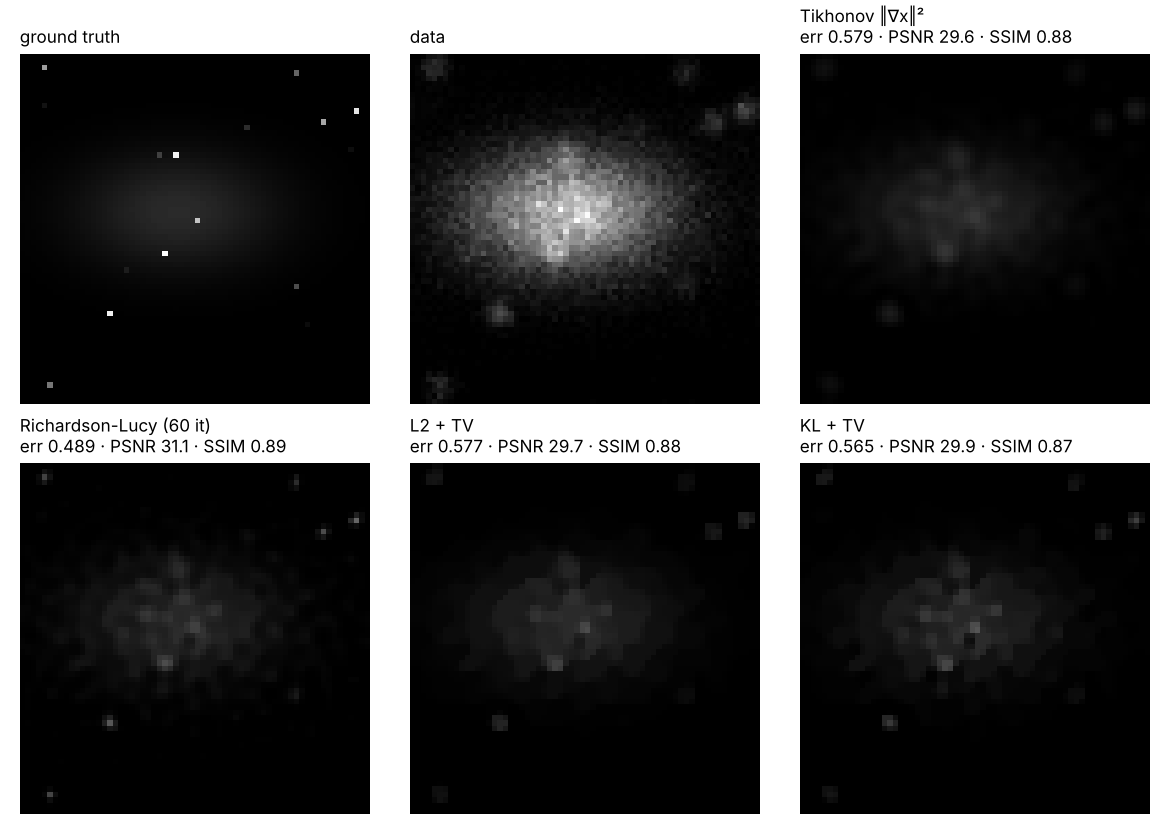 ground truth
data
Tikhonov ‖∇x‖²
err 0.579 · PSNR 29.6 · SSIM 0.88
Richardson-Lucy (60 it)
err 0.489 · PSNR 31.1 · SSIM 0.89
L2 + TV
err 0.577 · PSNR 29.7 · SSIM 0.88
KL + TV
err 0.565 · PSNR 29.9 · SSIM 0.87